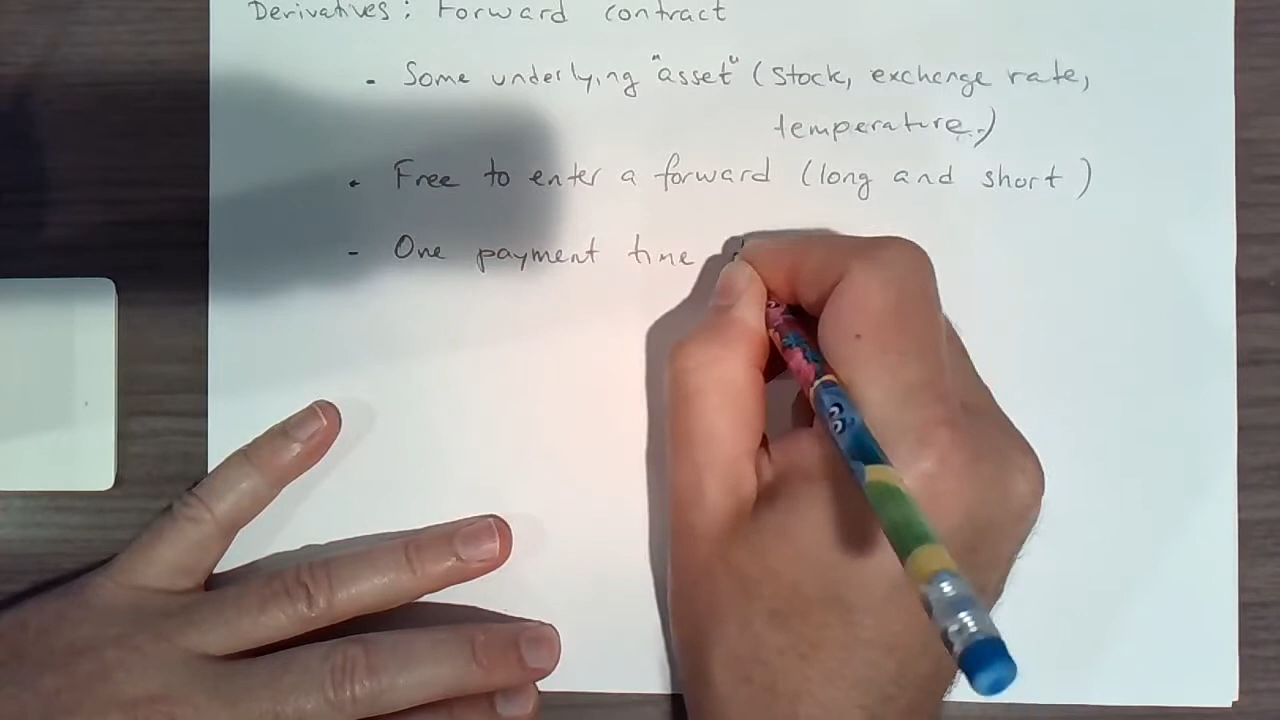 Derivatives: Forward contract
- Some underlying "asset" (stock, exchange rate,
temperature..)
- Free to enter a forward (long and short)
- One payment time